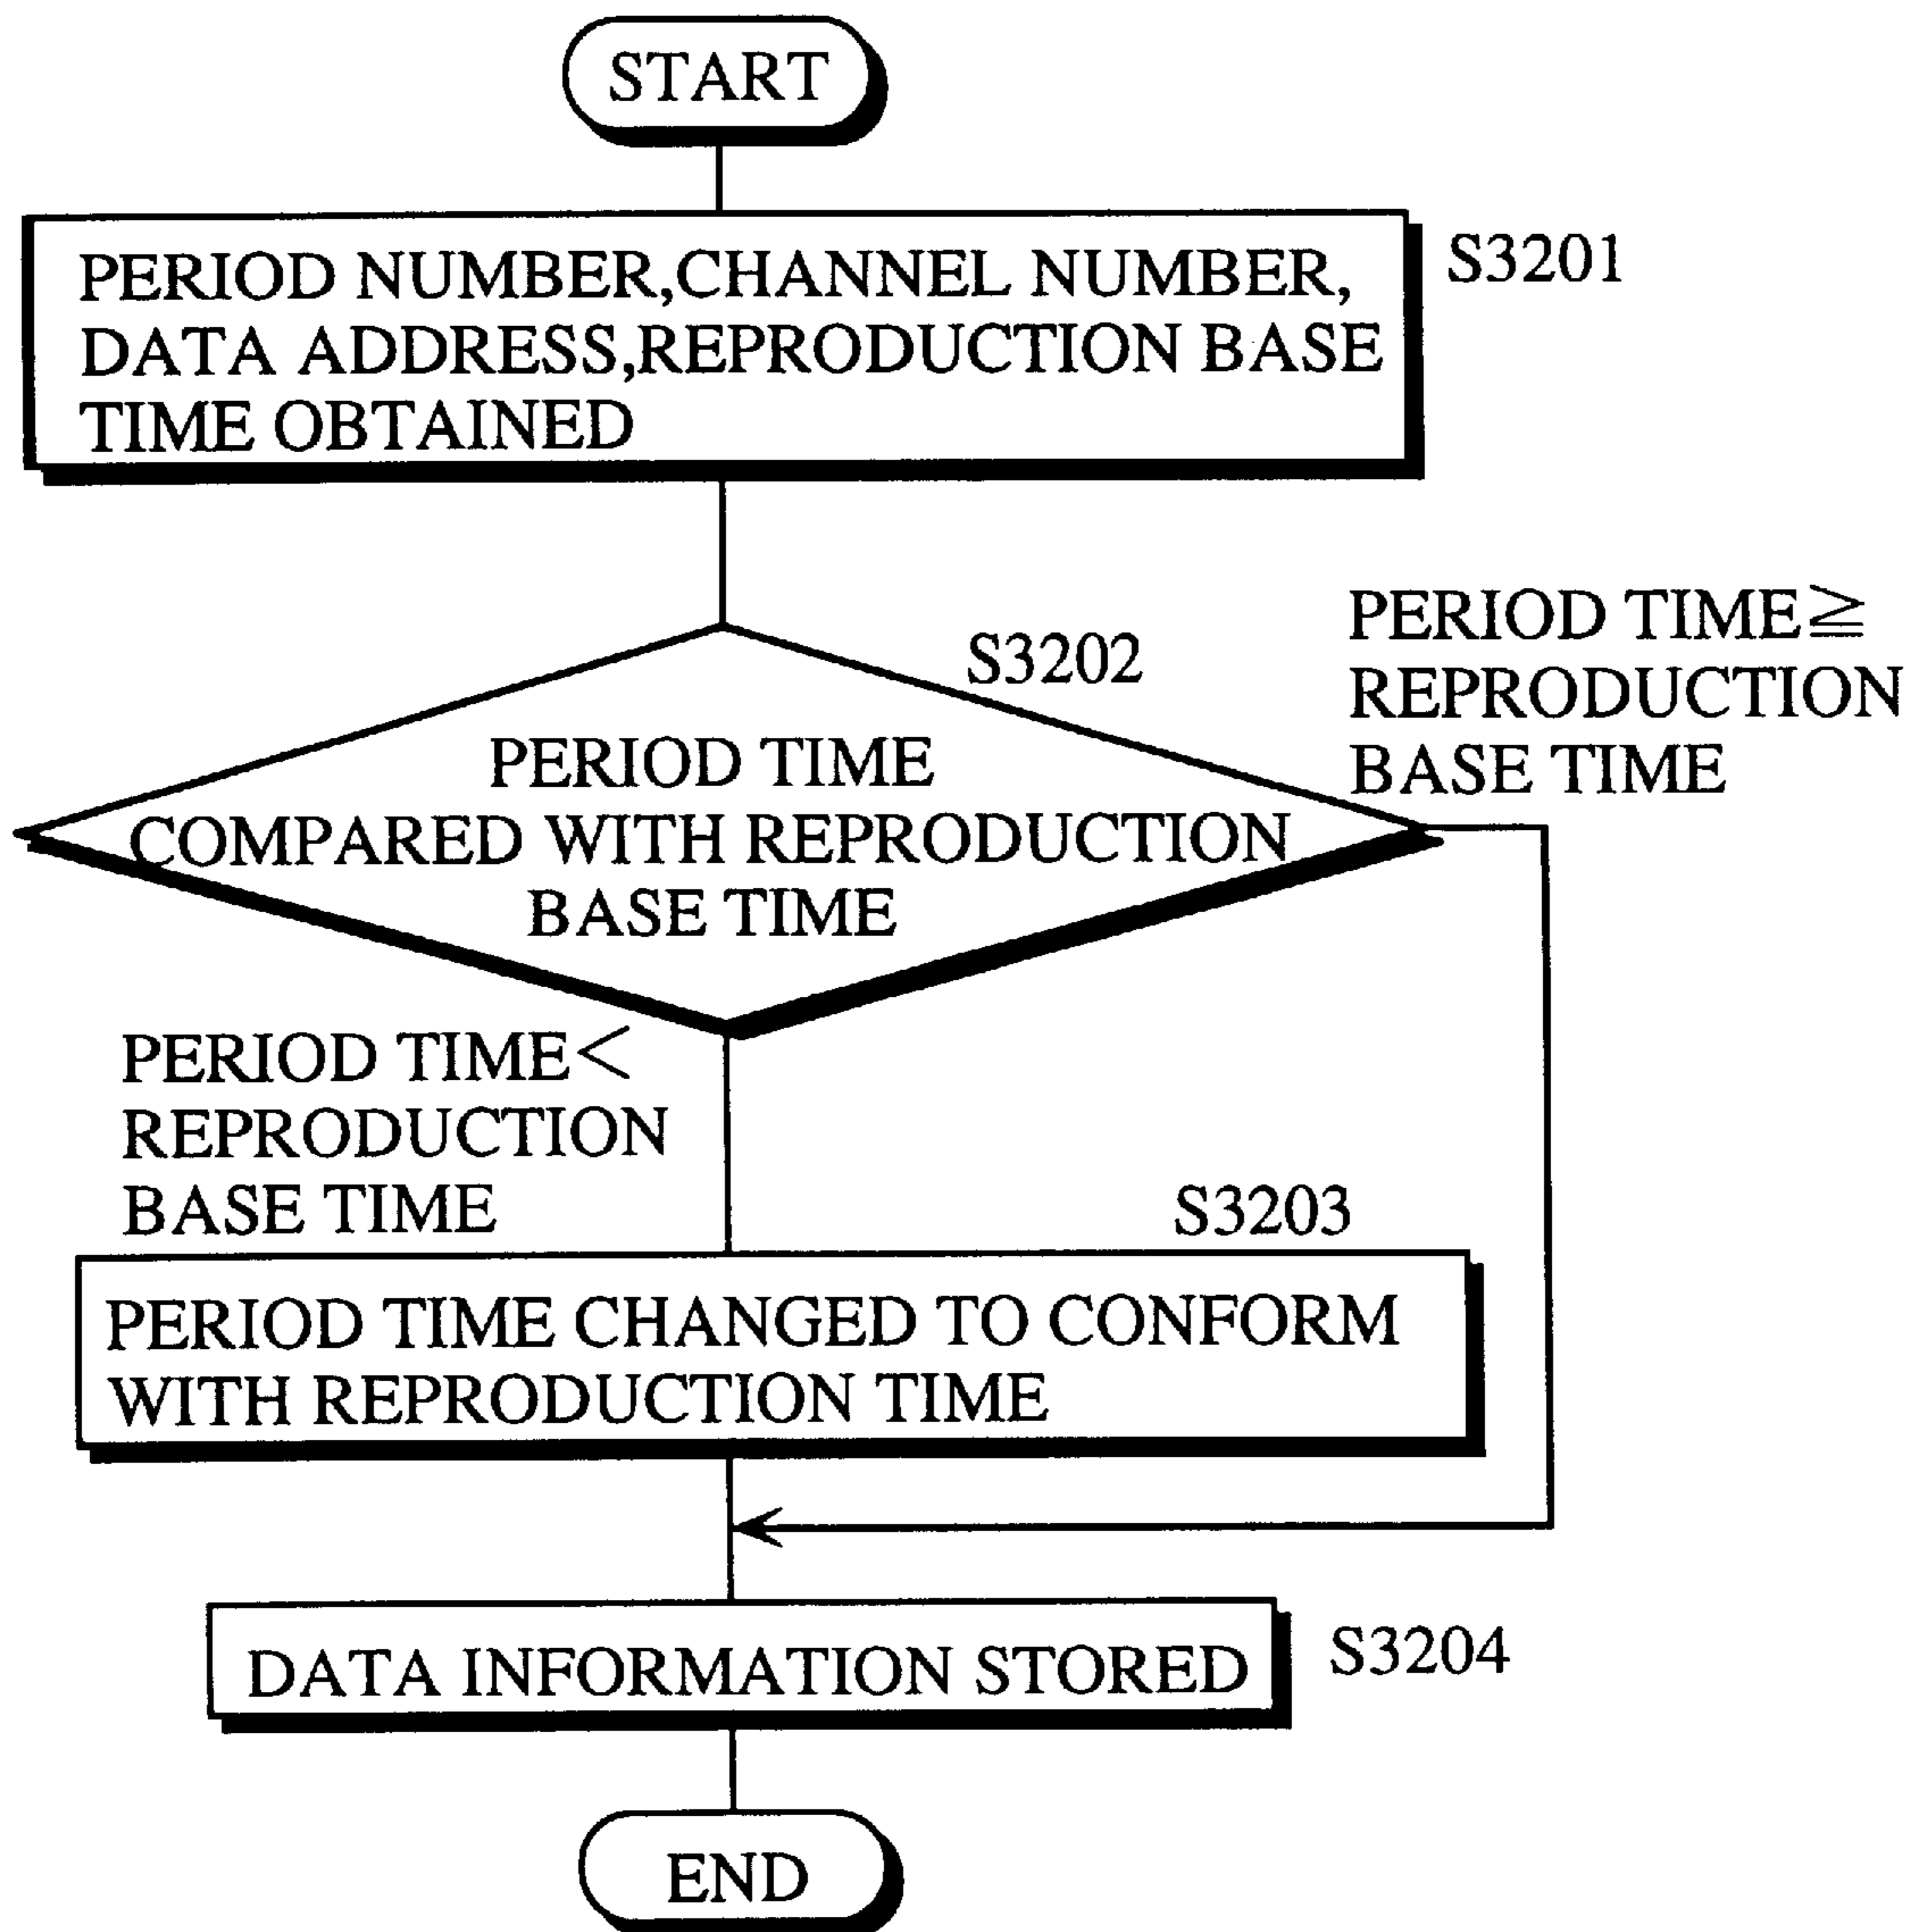 START
PERIOD NUMBER,CHANNEL NUMBER,
DATA ADDRESS,REPRODUCTION BASE
TIME OBTAINED
S3201
S3202
PERIOD TIME
COMPARED WITH REPRODUCTION
BASE TIME
PERIOD TIME≧
REPRODUCTION
BASE TIME
PERIOD TIME<
REPRODUCTION
BASE TIME
S3203
PERIOD TIME CHANGED TO CONFORM
WITH REPRODUCTION TIME
DATA INFORMATION STORED
S3204
END